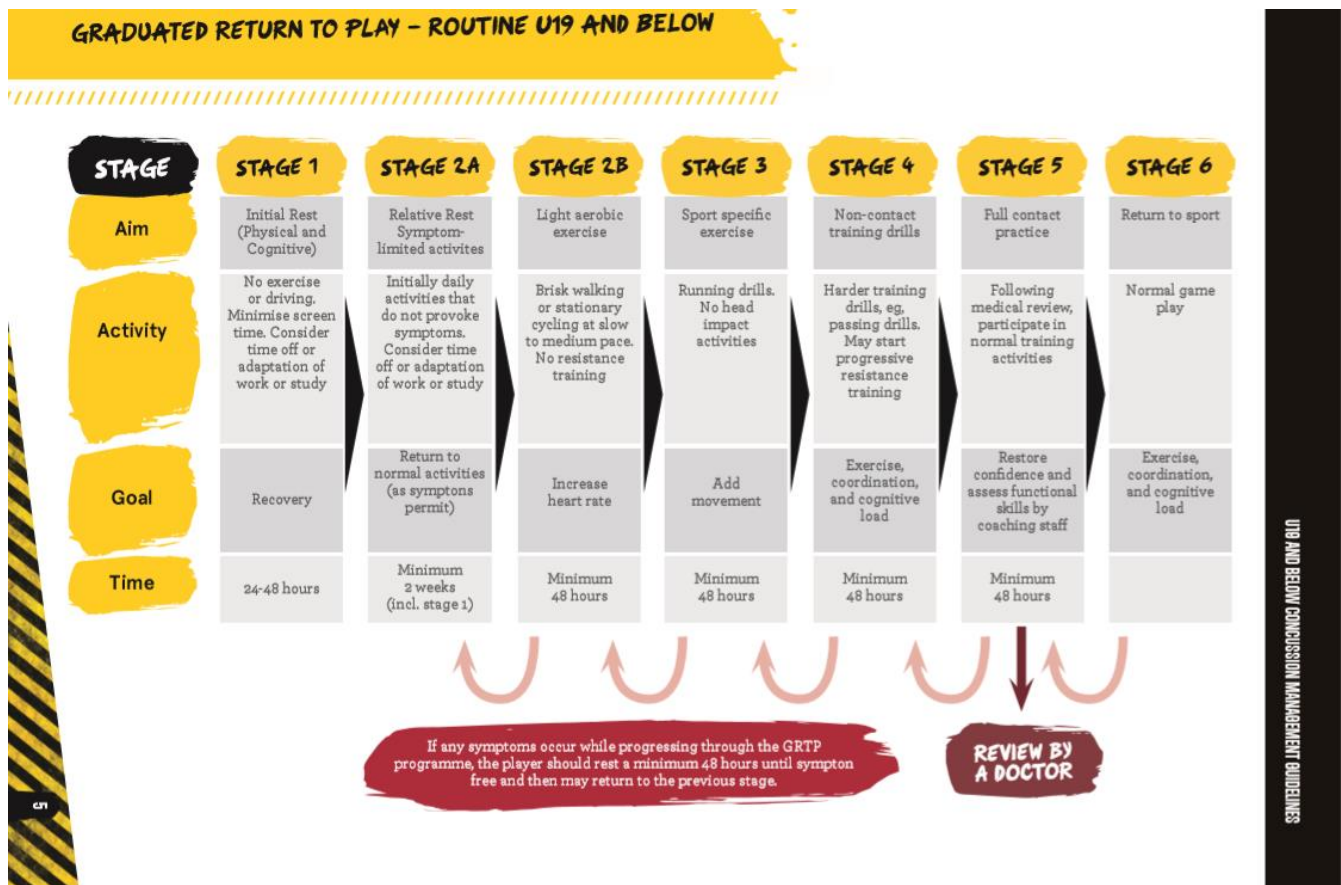 GRADUATED RETURN TO PLAY – ROUTINE U19 AND BELOW
STAGE
STAGE 1
STAGE 2A
STAGE 2B
STAGE 3
STAGE 4
STAGE 5
STAGE 6
Aim
Initial Rest
(Physical and
Cognitive)
Relative Rest
Symptom-
limited activites
Light aerobic
exercise
Sport specific
exercise
Non-contact
training drills
Full contact
practice
Return to sport
Activity
No exercise
or driving.
Minimise screen
time. Consider
time off or
adaptation of
work or study
Initially daily
activities that
do not provoke
symptoms.
Consider time
off or adaptation
of work or study
Brisk walking
or stationary
cycling at slow
to medium pace.
No resistance
training
Running drills.
No head
impact
activities
Harder training
drills, eg,
passing drills.
May start
progressive
resistance
training
Following
medical review,
participate in
normal training
activities
Normal game
play
Goal
Recovery
Return to
normal activities
(as symptons
permit)
Increase
heart rate
Add
movement
Exercise,
coordination,
and cognitive
load
Restore
confidence and
assess functional
skills by
coaching staff
Exercise,
coordination,
and cognitive
load
Time
24-48 hours
Minimum
2 weeks
(incl. stage 1)
Minimum
48 hours
Minimum
48 hours
Minimum
48 hours
Minimum
48 hours
If any symptoms occur while progressing through the GRTP
programme, the player should rest a minimum 48 hours until sympton
free and then may return to the previous stage.
REVIEW BY
A DOCTOR
5
U19 AND BELOW CONCUSSION MANAGEMENT GUIDELINES